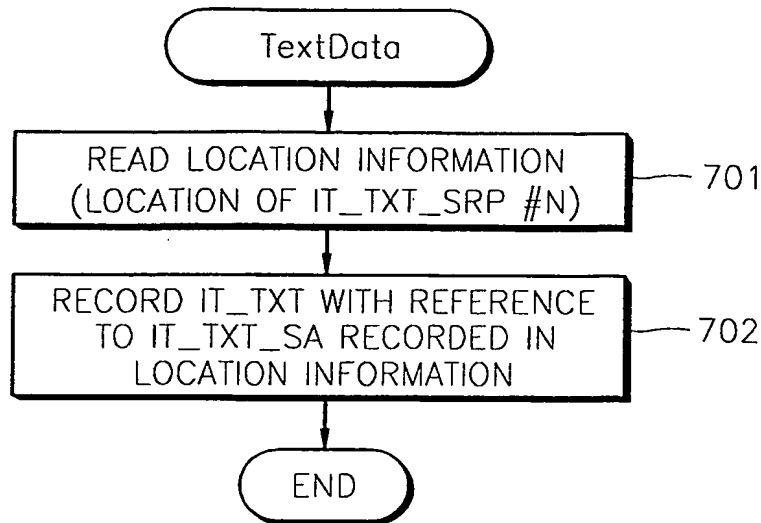 TextData
READ LOCATION INFORMATION
(LOCATION OF IT_TXT_SRP #N)
701
RECORD IT_TXT WITH REFERENCE
TO IT_TXT_SA RECORDED IN
LOCATION INFORMATION
702
END